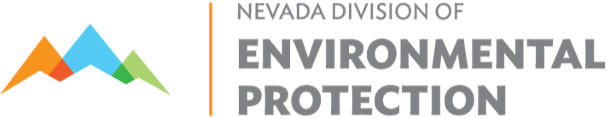 NEVADA DIVISION OF
ENVIRONMENTAL
PROTECTION